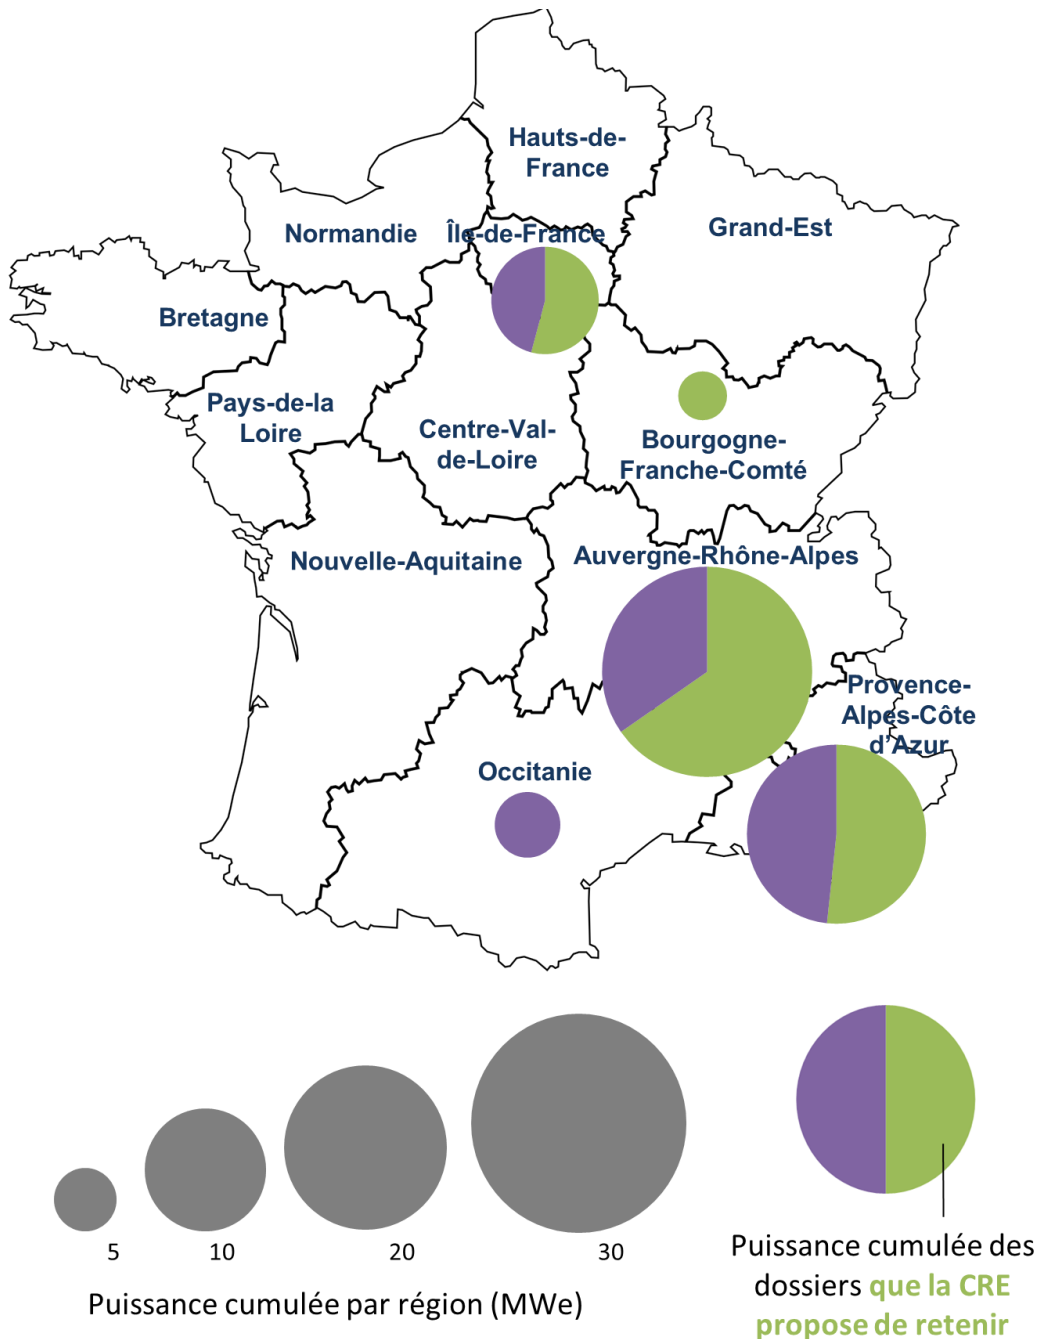 Hauts-de-
France
Grand-Est
Normandie
Île-de-France
Bretagne
Pays-de-la
Loire
Centre-Val-
de-Loire
Bourgogne-
Franche-Comté
Nouvelle-Aquitaine
Auvergne-Rhône-Alpes
Provence-
Alpes-Côte
d'Azur
Occitanie
5
10
20
30
Puissance cumulée par région (MWe)
Puissance cumulée des
dossiers que la CRE
propose de retenir